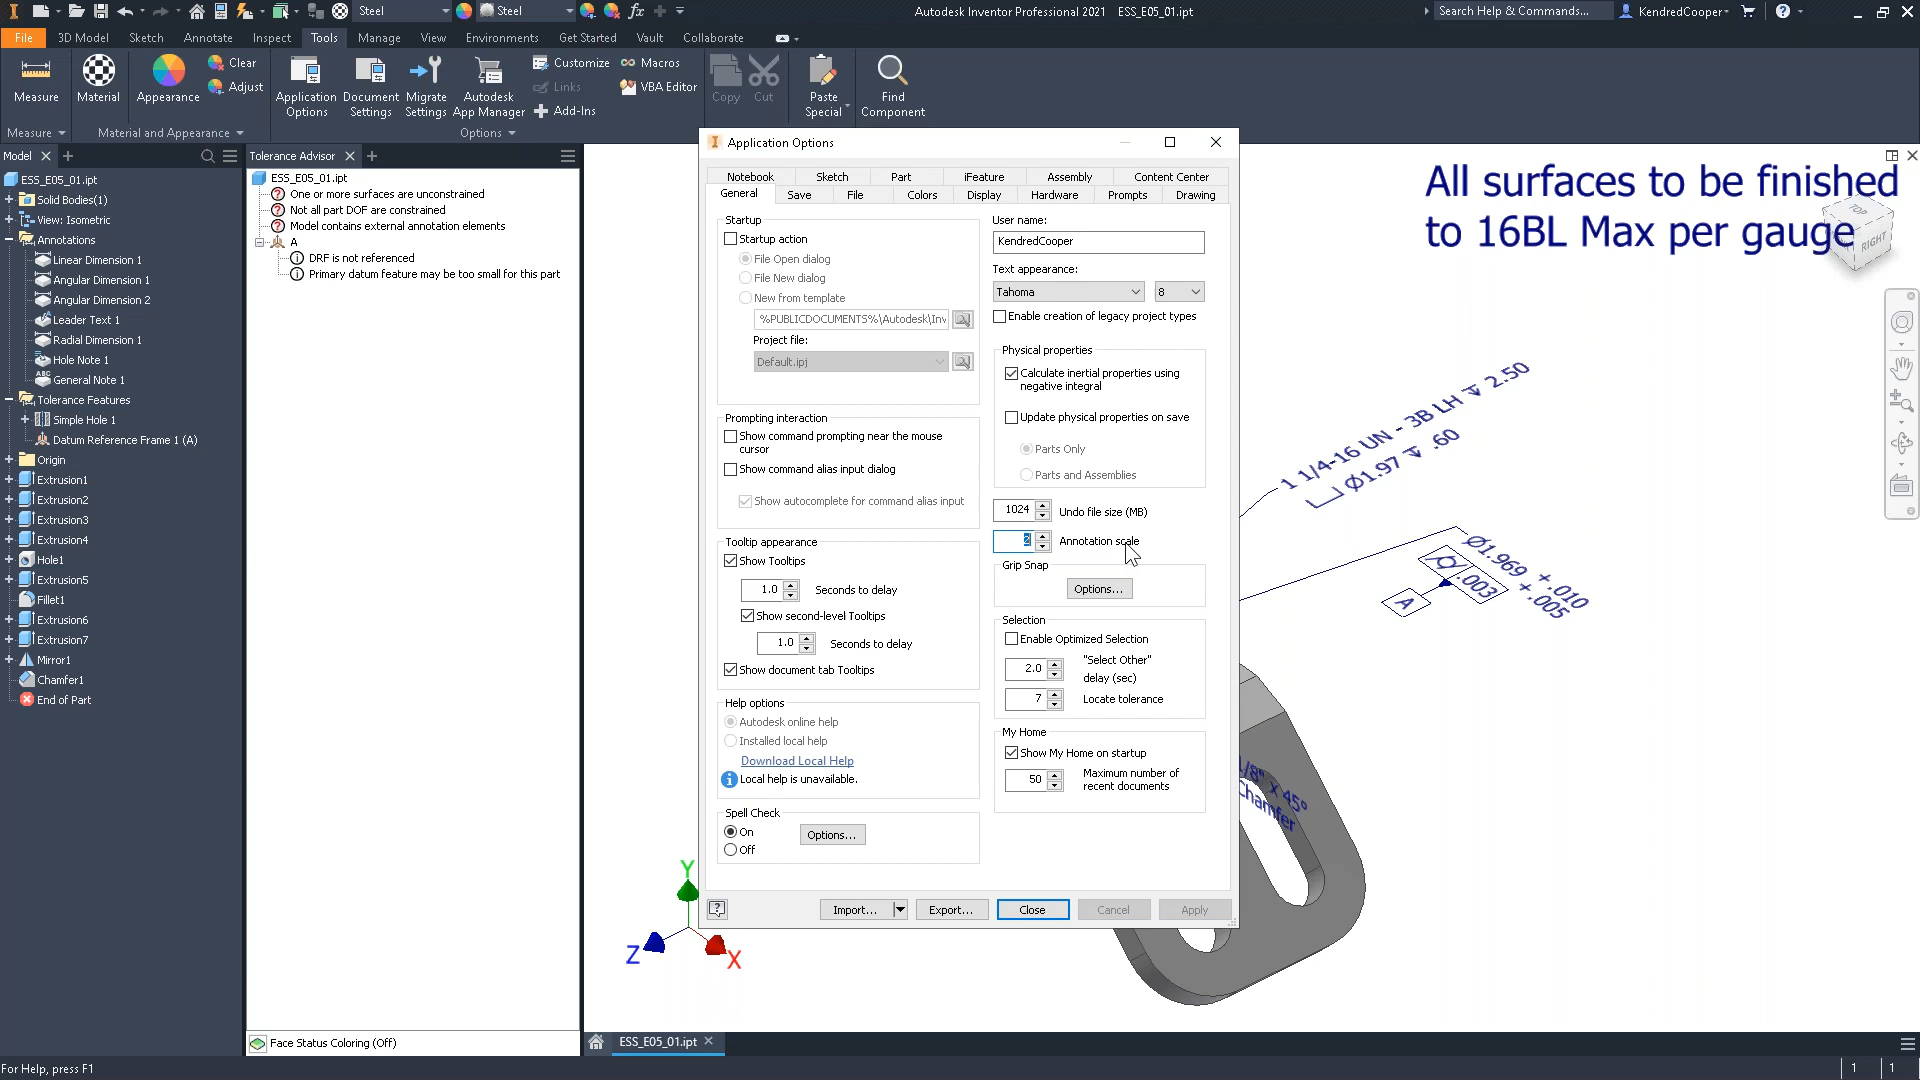 Steel
Steel
fx
Autodesk Inventor Professional 2021 ESS_E05_01.ipt
Search Help & Commands...
KendredCooper
File 3D Model Sketch Annotate Inspect Tools Manage View Environments Get Started Vault Collaborate
Measure
Material
Appearance
Clear
Adjust
Application Options
Document Settings
Migrate Settings
Autodesk App Manager
Customize
Links
Add-Ins
Macros
VBA Editor
Copy
Cut
Paste Special
Find Component
Measure
Material and Appearance
Options
Model
ESS_E05_01.ipt
Solid Bodies(1)
View: Isometric
Annotations
Linear Dimension 1
Angular Dimension 1
Angular Dimension 2
Leader Text 1
Radial Dimension 1
Hole Note 1
General Note 1
Tolerance Features
Simple Hole 1
Datum Reference Frame 1 (A)
Origin
Extrusion1
Extrusion2
Extrusion3
Extrusion4
Hole1
Extrusion5
Fillet1
Extrusion6
Extrusion7
Mirror1
Chamfer1
End of Part
Tolerance Advisor
ESS_E05_01.ipt
One or more surfaces are unconstrained
Not all part DOF are constrained
Model contains external annotation elements
A
DRF is not referenced
Primary datum feature may be too small for this part
Face Status Coloring (Off)
Application Options
Notebook Sketch Part iFeature Assembly Content Center
General Save File Colors Display Hardware Prompts Drawing
Startup
Startup action
File Open dialog
File New dialog
New from template
%PUBLICDOCUMENTS%\Autodesk\Inv
Project file:
Default.ipj
Prompting interaction
Show command prompting near the mouse
cursor
Show command alias input dialog
Show autocomplete for command alias input
Tooltip appearance
Show Tooltips
1.0 Seconds to delay
Show second-level Tooltips
1.0 Seconds to delay
Show document tab Tooltips
Help options
Autodesk online help
Installed local help
Download Local Help
Local help is unavailable.
Spell Check
On
Off
Options...
User name:
KendredCooper
Text appearance:
Tahoma 8
Enable creation of legacy project types
Physical properties
Calculate inertial properties using
negative integral
Update physical properties on save
Parts Only
Parts and Assemblies
1024 Undo file size (MB)
2 Annotation scale
Grip Snap
Options...
Selection
Enable Optimized Selection
2.0 "Select Other"
delay (sec)
7 Locate tolerance
My Home
Show My Home on startup
50 Maximum number of
recent documents
Import... Export... Close Cancel Apply
All surfaces to be finished
to 16BL Max per gauge
TOP
RIGHT
1 1/4-16 UN - 3B LH ↧ 2.50
⌴ Ø1.97 ↧ .60
Ø1.969 +.010
+.005
⌭ .003
A
1/8" X 45°
Chamfer
Y
Z
X
ESS_E05_01.ipt
For Help, press F1
1 1